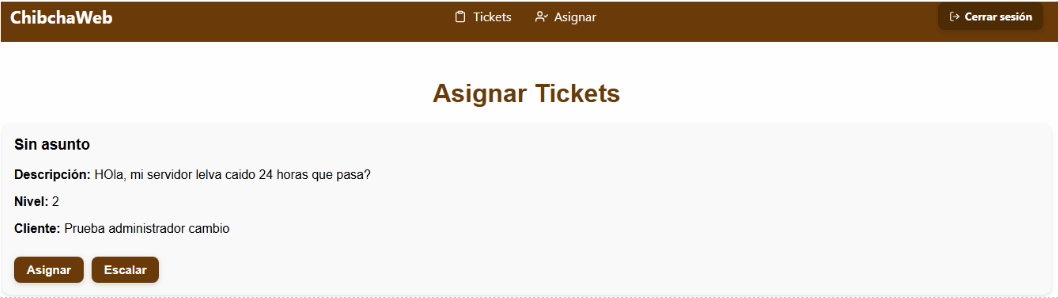 ChibchaWeb
Tickets
Asignar
Cerrar sesión
Asignar Tickets
Sin asunto
Descripción: HOla, mi servidor lelva caido 24 horas que pasa?
Nivel: 2
Cliente: Prueba administrador cambio
Asignar
Escalar